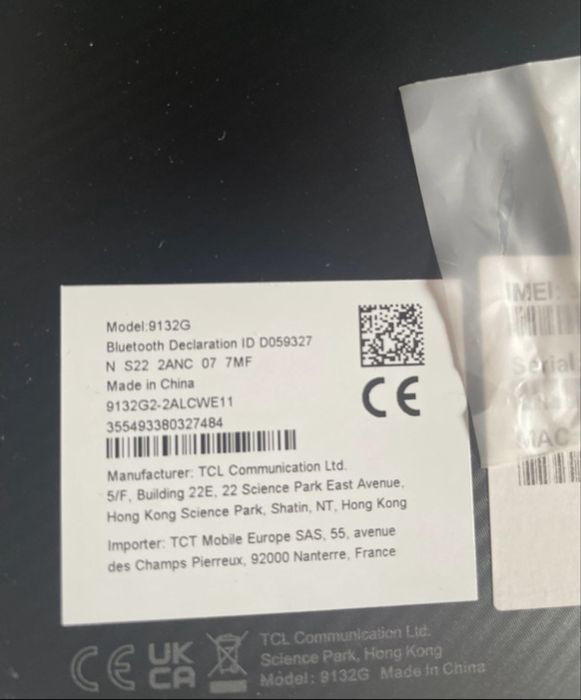 Model:9132G
Bluetooth Declaration ID D059327
N S22 2ANC 07 7MF
Made in China
9132G2-2ALCWE11
355493380327484
CE
Manufacturer: TCL Communication Ltd.
5/F, Building 22E, 22 Science Park East Avenue,
Hong Kong Science Park, Shatin, NT, Hong Kong
Importer: TCT Mobile Europe SAS, 55, avenue
des Champs Pierreux, 92000 Nanterre, France
IMEI:
Serial
MAC
CE
UK
CA
TCL Communication Ltd.
Science Park, Hong Kong
Model: 9132G Made in China